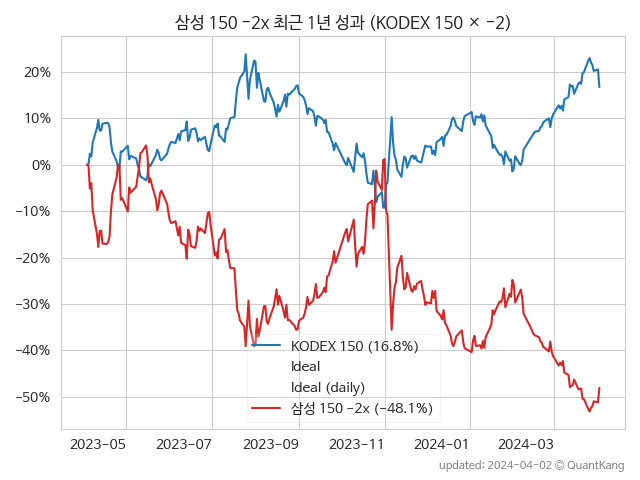 삼성 150 −2x 최근 1년 성과 (KODEX 150 × −2)
20%
10%
0%
−10%
−20%
−30%
−40%
−50%
KODEX 150 (16.8%)
Ideal
Ideal (daily)
삼성 150 −2x (−48.1%)
2023−05
2023−07
2023−09
2023−11
2024−01
2024−03
updated: 2024−04−02 © QuantKang